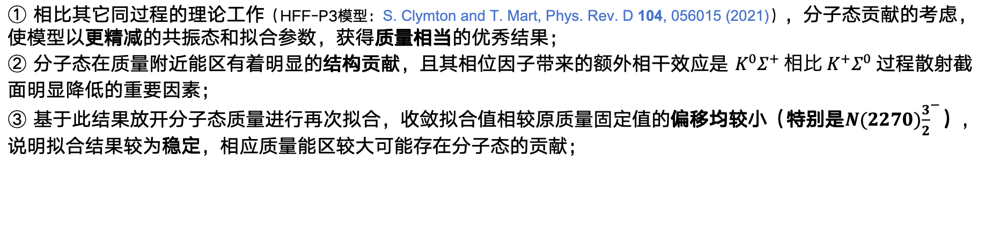 ① 相比其它同过程的理论工作（HFF-P3模型：S. Clymton and T. Mart, Phys. Rev. D 104, 056015 (2021)），分子态贡献的考虑，
使模型以更精减的共振态和拟合参数，获得质量相当的优秀结果；
② 分子态在质量附近能区有着明显的结构贡献，且其相位因子带来的额外相干效应是 K⁰Σ⁺ 相比 K⁺Σ⁰ 过程散射截
面明显降低的重要因素；
③ 基于此结果放开分子态质量进行再次拟合，收敛拟合值相较原质量固定值的偏移均较小（特别是N(2270)3/2⁻），
说明拟合结果较为稳定，相应质量能区较大可能存在分子态的贡献；